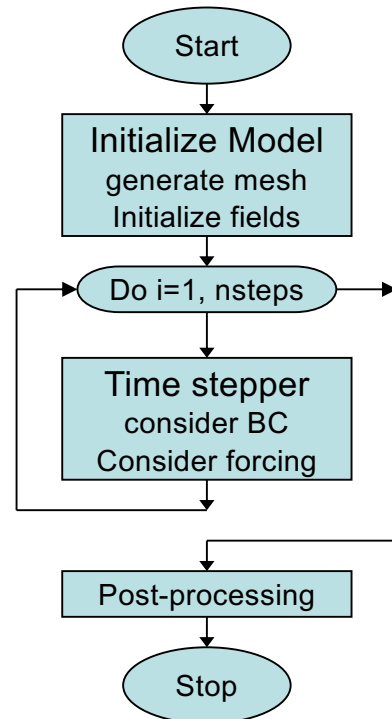 Start
Initialize Model
generate mesh
Initialize fields
Do i=1, nsteps
Time stepper
consider BC
Consider forcing
Post-processing
Stop